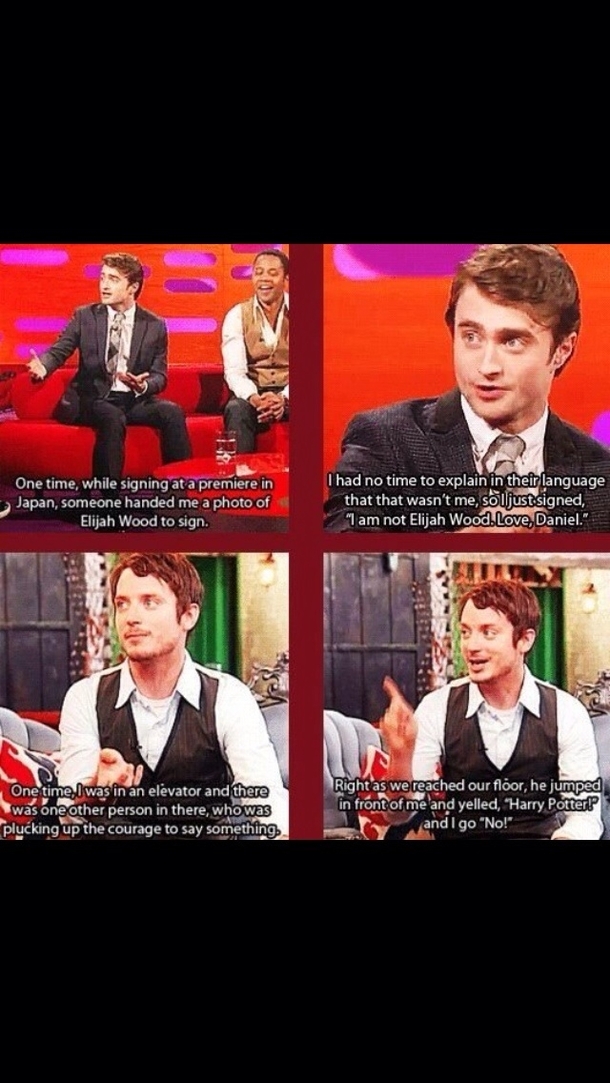 One time, while signing at a premiere in
Japan, someone handed me a photo of
Elijah Wood to sign.
I had no time to explain in their language
that that wasn't me, so I just signed,
"I am not Elijah Wood. Love, Daniel."
One time, I was in an elevator and there
was one other person in there, who was
plucking up the courage to say something.
Right as we reached our floor, he jumped
in front of me and yelled, "Harry Potter!"
and I go "No!"